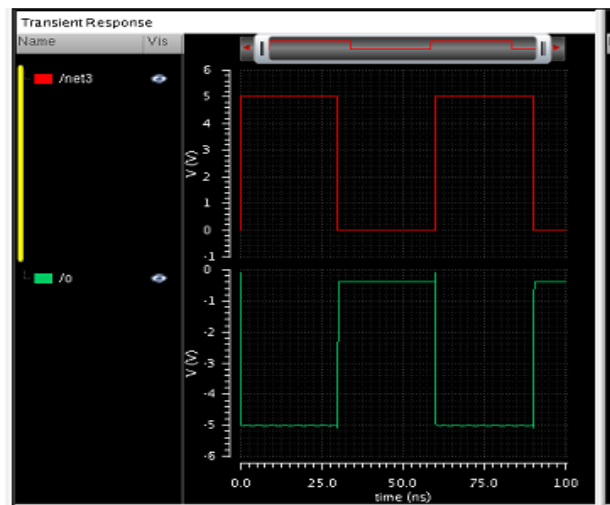 Transient Response
Name Vis
/net3
6
5
4
3
2
1
0
-1
V (V)
/o
0
-1
-2
-3
-4
-5
-6
V (V)
0.0 25.0 50.0 75.0 100
time (ns)